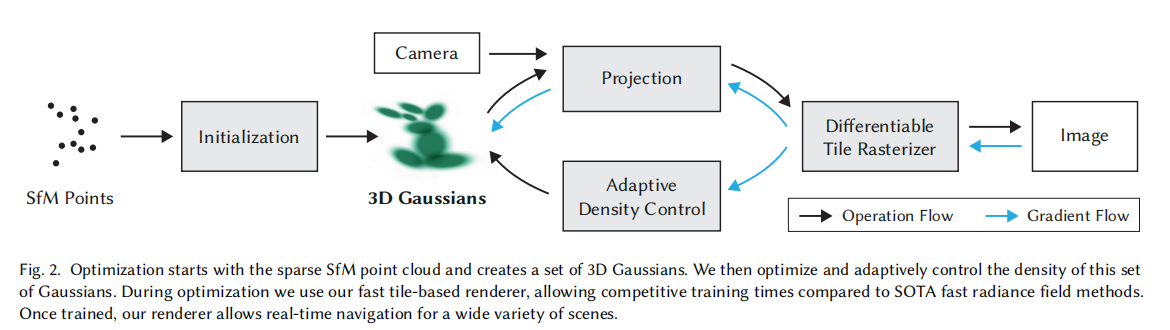 Camera
Projection
Initialization
Differentiable
Tile Rasterizer
Image
SfM Points
3D Gaussians
Adaptive
Density Control
Operation Flow
Gradient Flow
Fig. 2. Optimization starts with the sparse SfM point cloud and creates a set of 3D Gaussians. We then optimize and adaptively control the density of this set
of Gaussians. During optimization we use our fast tile-based renderer, allowing competitive training times compared to SOTA fast radiance field methods.
Once trained, our renderer allows real-time navigation for a wide variety of scenes.